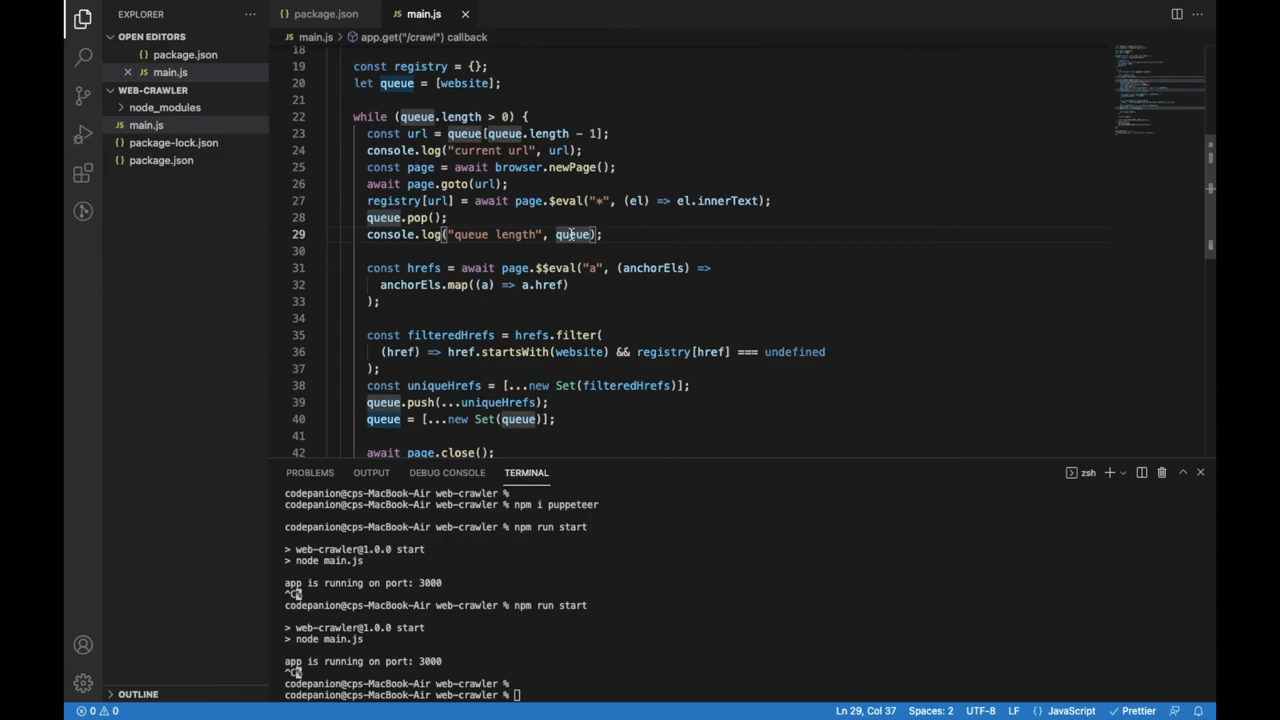 EXPLORER
OPEN EDITORS
{} package.json
JS main.js
WEB-CRAWLER
node_modules
JS main.js
{} package-lock.json
{} package.json
OUTLINE
{} package.json
JS main.js
JS main.js > app.get("/crawl") callback
18
19 const registry = {};
20 let queue = [website];
21
22 while (queue.length > 0) {
23 const url = queue[queue.length - 1];
24 console.log("current url", url);
25 const page = await browser.newPage();
26 await page.goto(url);
27 registry[url] = await page.$eval("*", (el) => el.innerText);
28 queue.pop();
29 console.log("queue length", queue);
30
31 const hrefs = await page.$$eval("a", (anchorEls) =>
32 anchorEls.map((a) => a.href)
33 );
34
35 const filteredHrefs = hrefs.filter(
36 (href) => href.startsWith(website) && registry[href] === undefined
37 );
38 const uniqueHrefs = [...new Set(filteredHrefs)];
39 queue.push(...uniqueHrefs);
40 queue = [...new Set(queue)];
41
42 await page.close();
PROBLEMS OUTPUT DEBUG CONSOLE TERMINAL
zsh
codepanion@cps-MacBook-Air web-crawler %
codepanion@cps-MacBook-Air web-crawler % npm i puppeteer
codepanion@cps-MacBook-Air web-crawler % npm run start
> web-crawler@1.0.0 start
> node main.js
app is running on port: 3000
^C%
codepanion@cps-MacBook-Air web-crawler % npm run start
> web-crawler@1.0.0 start
> node main.js
app is running on port: 3000
^C%
codepanion@cps-MacBook-Air web-crawler %
codepanion@cps-MacBook-Air web-crawler %
0 0 Ln 29, Col 37 Spaces: 2 UTF-8 LF {} JavaScript Prettier